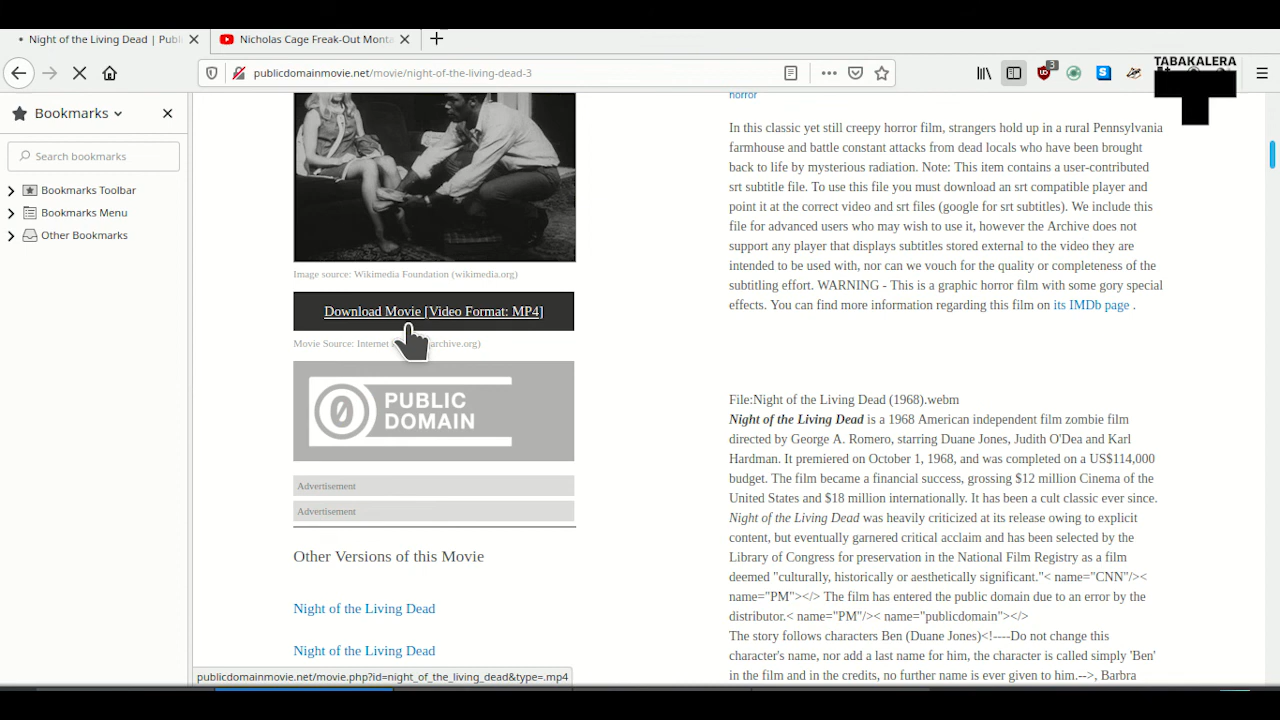 Night of the Living Dead | Publ
Nicholas Cage Freak-Out Monta
publicdomainmovie.net/movie/night-of-the-living-dead-3
3
TABAKALERA
Bookmarks
Search bookmarks
Bookmarks Toolbar
Bookmarks Menu
Other Bookmarks
Image source: Wikimedia Foundation (wikimedia.org)
Download Movie [Video Format: MP4]
Movie Source: Internet archive.org)
PUBLIC
DOMAIN
Advertisement
Advertisement
Other Versions of this Movie
Night of the Living Dead
Night of the Living Dead
publicdomainmovie.net/movie.php?id=night_of_the_living_dead&type=.mp4
horror
In this classic yet still creepy horror film, strangers hold up in a rural Pennsylvania
farmhouse and battle constant attacks from dead locals who have been brought
back to life by mysterious radiation. Note: This item contains a user-contributed
srt subtitle file. To use this file you must download an srt compatible player and
point it at the correct video and srt files (google for srt subtitles). We include this
file for advanced users who may wish to use it, however the Archive does not
support any player that displays subtitles stored external to the video they are
intended to be used with, nor can we vouch for the quality or completeness of the
subtitling effort. WARNING - This is a graphic horror film with some gory special
effects. You can find more information regarding this film on its IMDb page .
File:Night of the Living Dead (1968).webm
Night of the Living Dead is a 1968 American independent film zombie film
directed by George A. Romero, starring Duane Jones, Judith O'Dea and Karl
Hardman. It premiered on October 1, 1968, and was completed on a US$114,000
budget. The film became a financial success, grossing $12 million Cinema of the
United States and $18 million internationally. It has been a cult classic ever since.
Night of the Living Dead was heavily criticized at its release owing to explicit
content, but eventually garnered critical acclaim and has been selected by the
Library of Congress for preservation in the National Film Registry as a film
deemed "culturally, historically or aesthetically significant."< name="CNN"/><
name="PM"></> The film has entered the public domain due to an error by the
distributor.< name="PM"/>< name="publicdomain"></>
The story follows characters Ben (Duane Jones)<!----Do not change this
character's name, nor add a last name for him, the character is called simply 'Ben'
in the film and in the credits, no further name is ever given to him.-->, Barbra